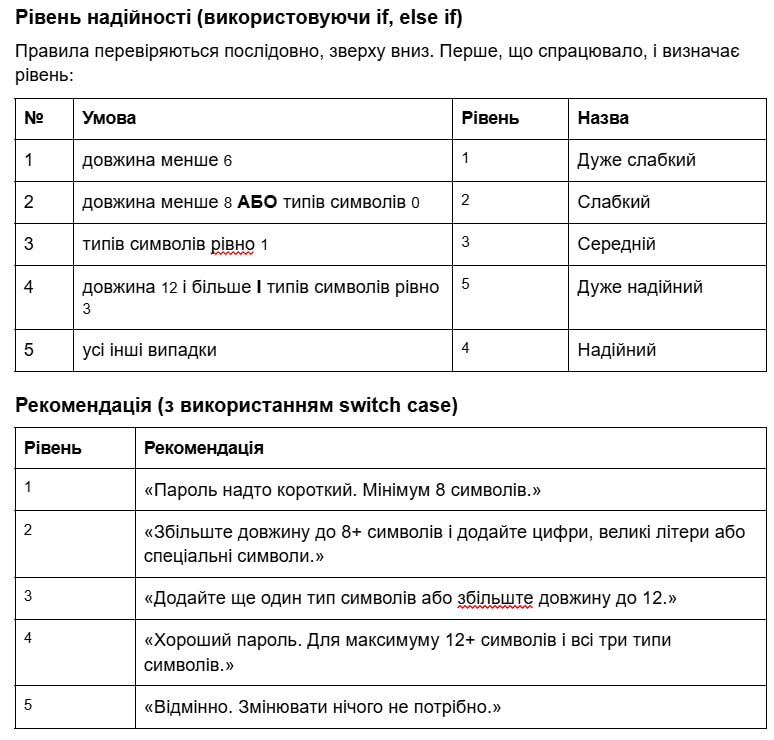 Рівень надійності (використовуючи if, else if)
Правила перевіряються послідовно, зверху вниз. Перше, що спрацювало, і визначає
рівень:
№ Умова Рівень Назва
1 довжина менше 6 1 Дуже слабкий
2 довжина менше 8 АБО типів символів 0 2 Слабкий
3 типів символів рівно 1 3 Середній
4 довжина 12 і більше І типів символів рівно 5 Дуже надійний
3
5 усі інші випадки 4 Надійний
Рекомендація (з використанням switch case)
Рівень Рекомендація
1 «Пароль надто короткий. Мінімум 8 символів.»
2 «Збільште довжину до 8+ символів і додайте цифри, великі літери або
спеціальні символи.»
3 «Додайте ще один тип символів або збільште довжину до 12.»
4 «Хороший пароль. Для максимуму 12+ символів і всі три типи
символів.»
5 «Відмінно. Змінювати нічого не потрібно.»